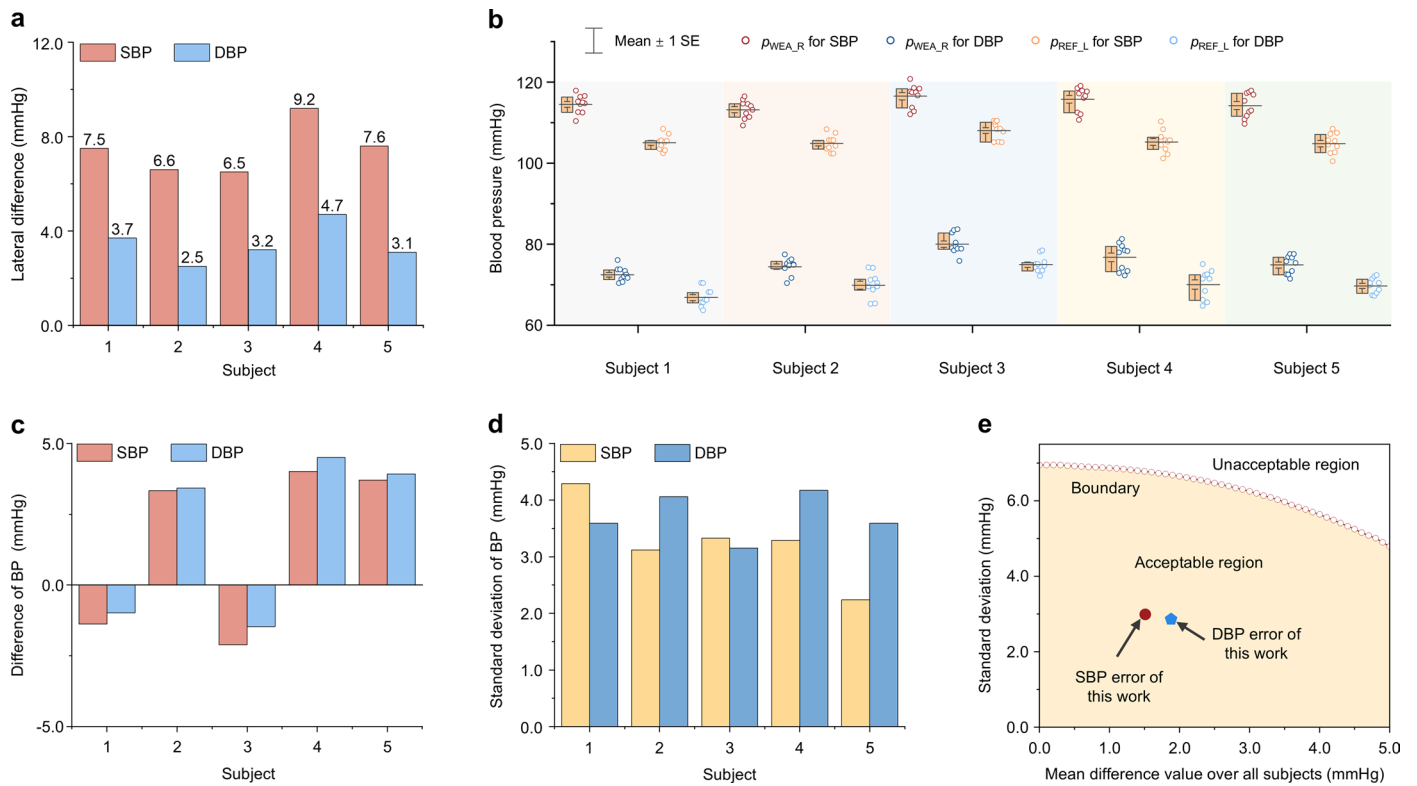 a
12.0
8.0
4.0
0.0
Lateral difference (mmHg)
SBP
DBP
7.5
3.7
6.6
2.5
6.5
3.2
9.2
4.7
7.6
3.1
1 2 3 4 5
Subject
b
Mean ± 1 SE
pWEA_R for SBP
pWEA_R for DBP
pREF_L for SBP
pREF_L for DBP
Blood pressure (mmHg)
120
100
80
60
Subject 1
Subject 2
Subject 3
Subject 4
Subject 5
c
5.0
0.0
-5.0
Difference of BP (mmHg)
SBP
DBP
1 2 3 4 5
Subject
d
5.0
4.0
3.0
2.0
1.0
0.0
Standard deviation of BP (mmHg)
SBP
DBP
1 2 3 4 5
Subject
e
6.0
4.0
2.0
0.0
Standard deviation (mmHg)
Unacceptable region
Boundary
Acceptable region
SBP error of
this work
DBP error of
this work
0.0 1.0 2.0 3.0 4.0 5.0
Mean difference value over all subjects (mmHg)